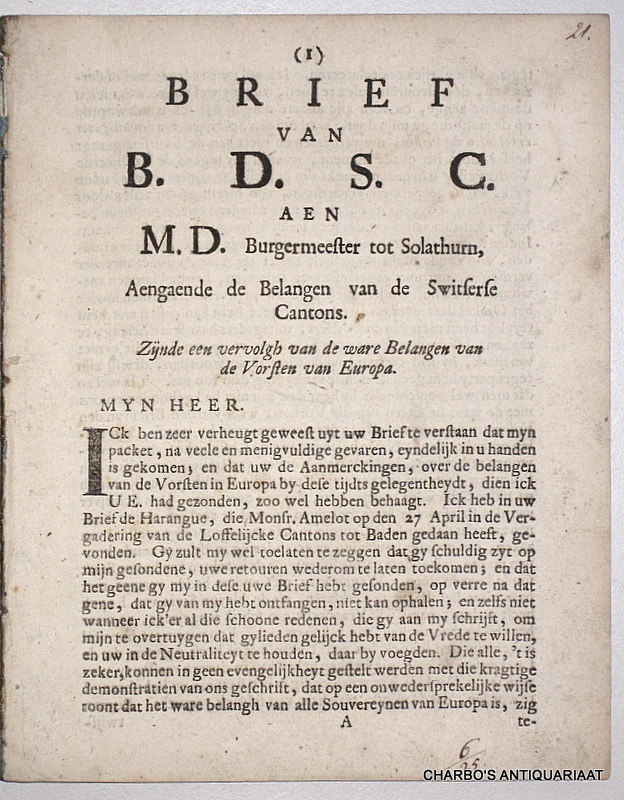 21.
(1)
BRIEF
VAN
B. D. S. C.
AEN
M. D. Burgermeester tot Solathurn,
Aengaende de Belangen van de Switserse
Cantons.
Zÿnde een vervolgh van de ware Belangen van
de Vorsten van Europa.
MYN HEER.
ICk ben zeer verheugt geweest uyt uw Brief te verstaan dat myn
packet, na veele en menigvuldige gevaren, eyndelijk in u handen
is gekomen; en dat uw de Aanmerckingen, over de belangen
van de Vorsten in Europa by dese tijdts gelegentheydt, dien ick
U E. had gezonden, zoo wel hebben behaagt. Ick heb in uw
Brief de Harangue, die Monsr. Amelot op den 27 April in de Ver-
gadering van de Loffelijcke Cantons tot Baden gedaan heeft, ge-
vonden. Gy zult my wel toelaten te zeggen dat gy schuldig zyt op
mijn gesondene, uwe retouren wederom te laten toekomen; en dat
het geene gy my in dese uwe Brief hebt gesonden, op verre na dat
gene, dat gy van my hebt ontfangen, niet kan ophalen; en zelfs niet
wanneer ick'er al die schoone redenen, die gy aan my schrijft, om
mijn te overtuygen dat gylieden gelijck hebt van de Vrede te willen,
en uw in de Neutraliteyt te houden, daar by voegden. Die alle, 't is
zeker, konnen in geen evengelijkheyt gestelt werden met die kragtige
demonstratien van ons geschrift, dat op een onwedersprekelijke wijse
toont dat het ware belangh van alle Souvereynen van Europa is, zig
A te-
6/25
CHARBO'S ANTIQUARIAAT